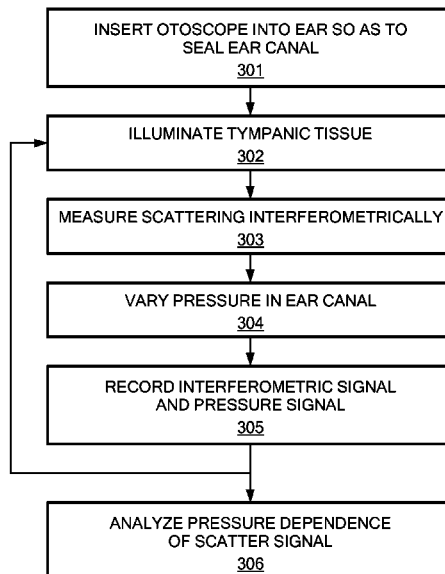 INSERT OTOSCOPE INTO EAR SO AS TO
SEAL EAR CANAL
301
ILLUMINATE TYMPANIC TISSUE
302
MEASURE SCATTERING INTERFEROMETRICALLY
303
VARY PRESSURE IN EAR CANAL
304
RECORD INTERFEROMETRIC SIGNAL
AND PRESSURE SIGNAL
305
ANALYZE PRESSURE DEPENDENCE
OF SCATTER SIGNAL
306